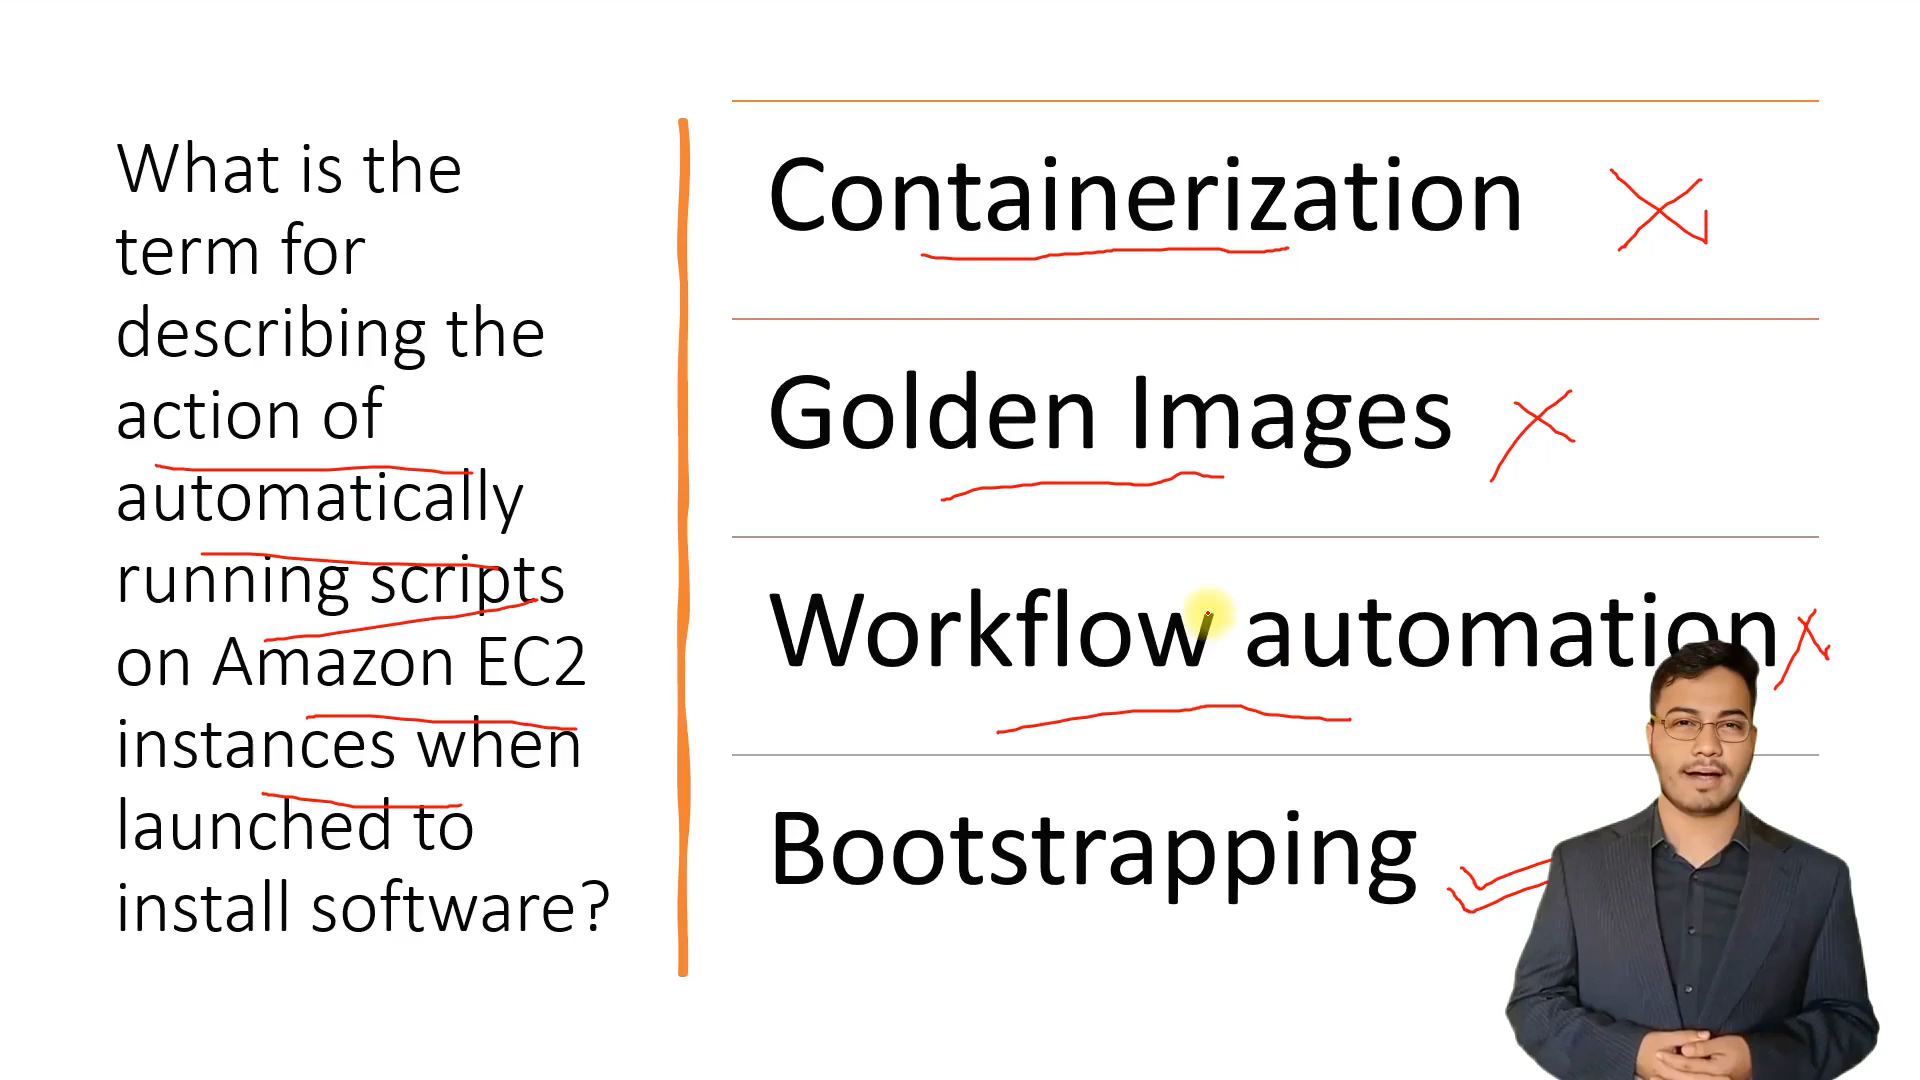 What is the
term for
describing the
action of
automatically
running scripts
on Amazon EC2
instances when
launched to
install software?
Containerization
Golden Images
Workflow automation
Bootstrapping